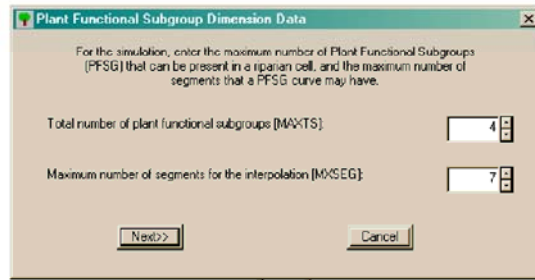 Plant Functional Subgroup Dimension Data
For the simulation, enter the maximum number of Plant Functional Subgroups
(PFSG) that can be present in a riparian cell, and the maximum number of
segments that a PFSG curve may have.
Total number of plant functional subgroups [MAXTS]: 4
Maximum number of segments for the interpolation [MXSEG]: 7
Next>> Cancel